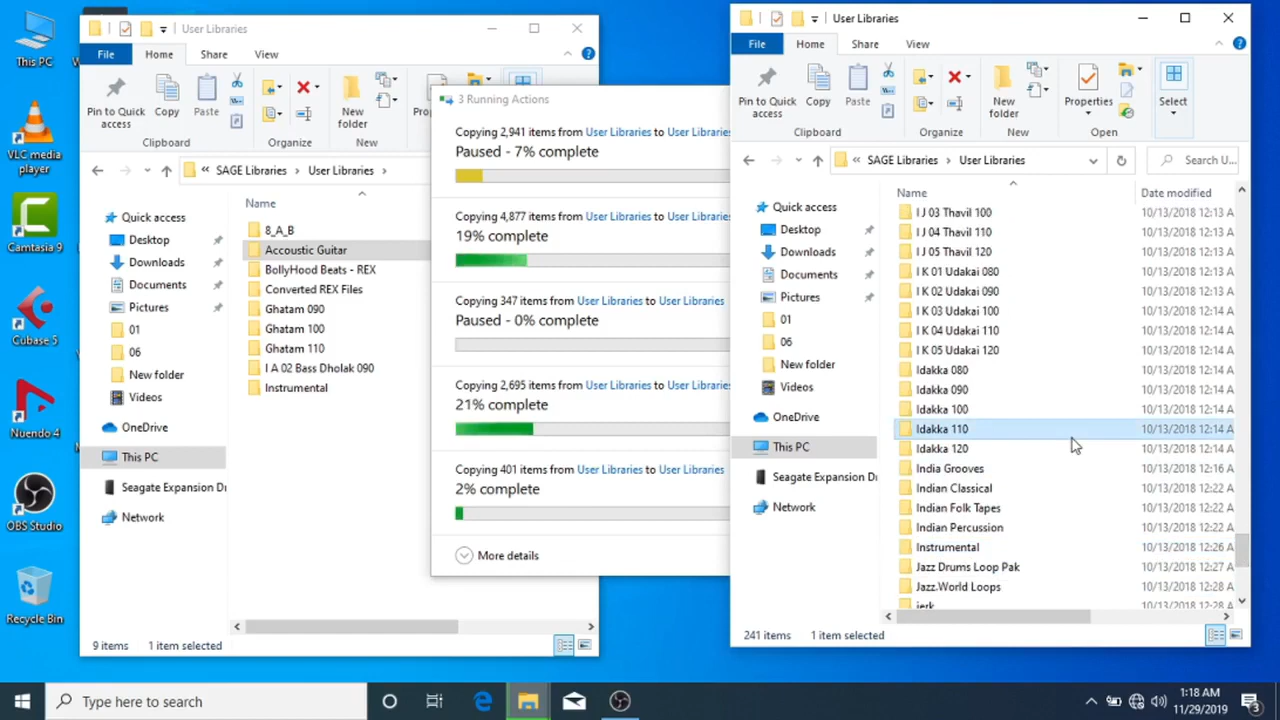 This PC
VLC media
player
Camtasia 9
Cubase 5
Nuendo 4
OBS Studio
Recycle Bin
User Libraries
File
Home
Share
View
Pin to Quick
access
Copy
Paste
New
folder
Clipboard
Organize
New
« SAGE Libraries > User Libraries >
Quick access
Desktop
Downloads
Documents
Pictures
01
06
New folder
Videos
OneDrive
This PC
Seagate Expansion Dr
Network
Name
8_A_B
Accoustic Guitar
BollyHood Beats - REX
Converted REX Files
Ghatam 090
Ghatam 100
Ghatam 110
I A 02 Bass Dholak 090
Instrumental
9 items
1 item selected
3 Running Actions
Copying 2,941 items from User Libraries to User Libraries
Paused - 7% complete
Copying 4,877 items from User Libraries to User Libraries
19% complete
Copying 347 items from User Libraries to User Libraries
Paused - 0% complete
Copying 2,695 items from User Libraries to User Libraries
21% complete
Copying 401 items from User Libraries to User Libraries
2% complete
More details
User Libraries
File
Home
Share
View
Pin to Quick
access
Copy
Paste
New
folder
Properties
Select
Clipboard
Organize
New
Open
« SAGE Libraries > User Libraries
Search U...
Quick access
Desktop
Downloads
Documents
Pictures
01
06
New folder
Videos
OneDrive
This PC
Seagate Expansion Dr
Network
Name
Date modified
I J 03 Thavil 100 10/13/2018 12:13 A
I J 04 Thavil 110 10/13/2018 12:13 A
I J 05 Thavil 120 10/13/2018 12:13 A
I K 01 Udakai 080 10/13/2018 12:13 A
I K 02 Udakai 090 10/13/2018 12:13 A
I K 03 Udakai 100 10/13/2018 12:14 A
I K 04 Udakai 110 10/13/2018 12:14 A
I K 05 Udakai 120 10/13/2018 12:14 A
Idakka 080 10/13/2018 12:14 A
Idakka 090 10/13/2018 12:14 A
Idakka 100 10/13/2018 12:14 A
Idakka 110 10/13/2018 12:14 A
Idakka 120 10/13/2018 12:14 A
India Grooves 10/13/2018 12:16 A
Indian Classical 10/13/2018 12:22 A
Indian Folk Tapes 10/13/2018 12:22 A
Indian Percussion 10/13/2018 12:22 A
Instrumental 10/13/2018 12:26 A
Jazz Drums Loop Pak 10/13/2018 12:27 A
Jazz.World Loops 10/13/2018 12:28 A
jerk 10/13/2018 12:28 A
241 items
1 item selected
Type here to search
1:18 AM
11/29/2019
3